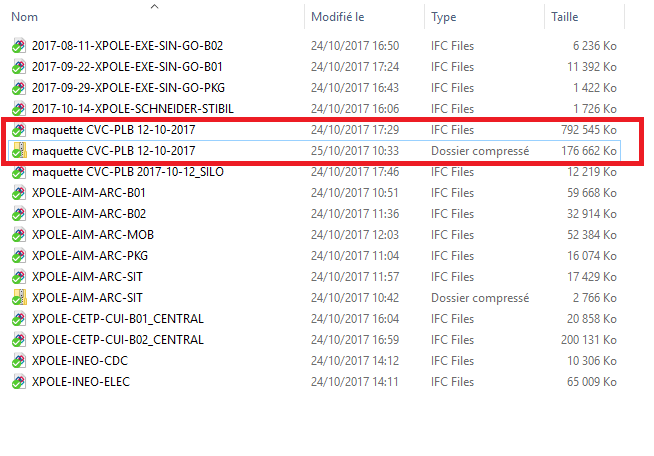 Nom Modifié le Type Taille
2017-08-11-XPOLE-EXE-SIN-GO-B02 24/10/2017 16:50 IFC Files 6 236 Ko
2017-09-22-XPOLE-EXE-SIN-GO-B01 24/10/2017 17:24 IFC Files 11 392 Ko
2017-09-29-XPOLE-EXE-SIN-GO-PKG 24/10/2017 16:43 IFC Files 1 422 Ko
2017-10-14-XPOLE-SCHNEIDER-STIBIL 24/10/2017 16:06 IFC Files 1 726 Ko
maquette CVC-PLB 12-10-2017 24/10/2017 17:29 IFC Files 792 545 Ko
maquette CVC-PLB 12-10-2017 25/10/2017 10:33 Dossier compressé 176 662 Ko
maquette CVC-PLB 2017-10-12_SILO 24/10/2017 17:46 IFC Files 12 219 Ko
XPOLE-AIM-ARC-B01 24/10/2017 10:51 IFC Files 59 668 Ko
XPOLE-AIM-ARC-B02 24/10/2017 11:36 IFC Files 32 914 Ko
XPOLE-AIM-ARC-MOB 24/10/2017 12:03 IFC Files 52 384 Ko
XPOLE-AIM-ARC-PKG 24/10/2017 11:04 IFC Files 16 074 Ko
XPOLE-AIM-ARC-SIT 24/10/2017 11:57 IFC Files 17 429 Ko
XPOLE-AIM-ARC-SIT 24/10/2017 10:42 Dossier compressé 2 766 Ko
XPOLE-CETP-CUI-B01_CENTRAL 24/10/2017 16:04 IFC Files 20 858 Ko
XPOLE-CETP-CUI-B02_CENTRAL 24/10/2017 16:59 IFC Files 200 131 Ko
XPOLE-INEO-CDC 24/10/2017 14:12 IFC Files 10 306 Ko
XPOLE-INEO-ELEC 24/10/2017 14:11 IFC Files 65 009 Ko